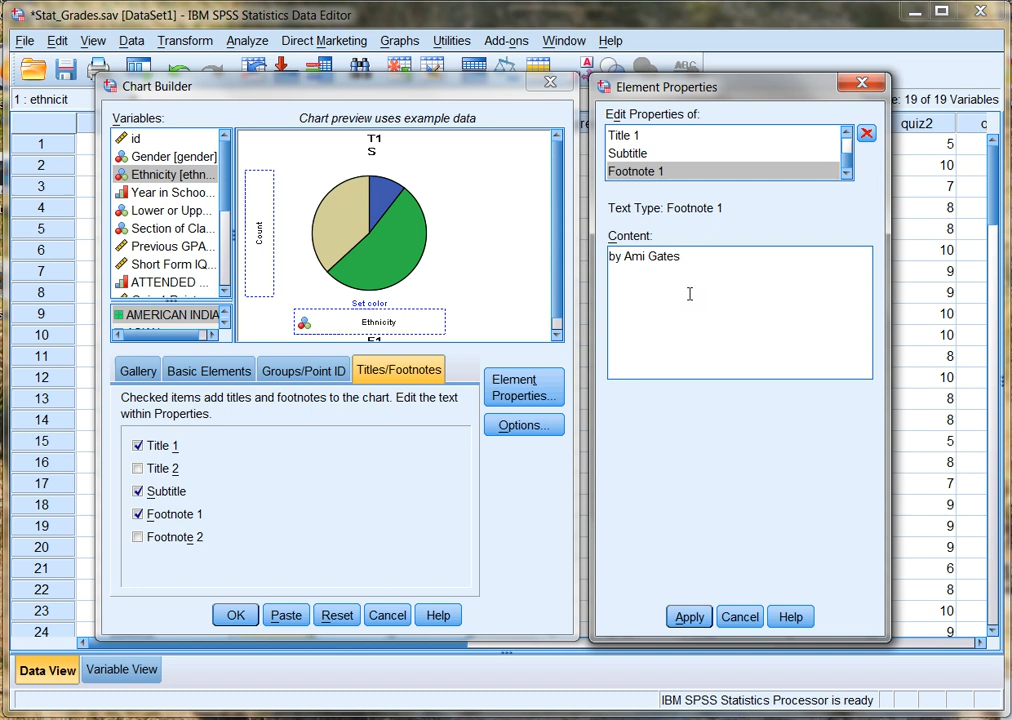 *Stat_Grades.sav [DataSet1] - IBM SPSS Statistics Data Editor
File Edit View Data Transform Analyze Direct Marketing Graphs Utilities Add-ons Window Help
1 : ethnicit
e: 19 of 19 Variables
quiz2
1
2
3
4
5
6
7
8
9
10
11
12
13
14
15
16
17
18
19
20
21
22
23
24
5
10
7
8
8
10
9
9
10
10
8
10
8
8
5
8
7
9
9
9
6
8
10
9
Chart Builder
Variables:
id
Gender [gender]
Ethnicity [ethn...
Year in Schoo...
Lower or Upp...
Section of Cla...
Previous GPA...
Short Form IQ...
ATTENDED ...
AMERICAN INDIA
Chart preview uses example data
T1
S
Count
Set color
Ethnicity
Gallery Basic Elements Groups/Point ID Titles/Footnotes
Checked items add titles and footnotes to the chart. Edit the text
within Properties.
Title 1
Title 2
Subtitle
Footnote 1
Footnote 2
Element
Properties...
Options...
OK Paste Reset Cancel Help
Element Properties
Edit Properties of:
Title 1
Subtitle
Footnote 1
Text Type: Footnote 1
Content:
by Ami Gates
Apply Cancel Help
Data View Variable View
IBM SPSS Statistics Processor is ready